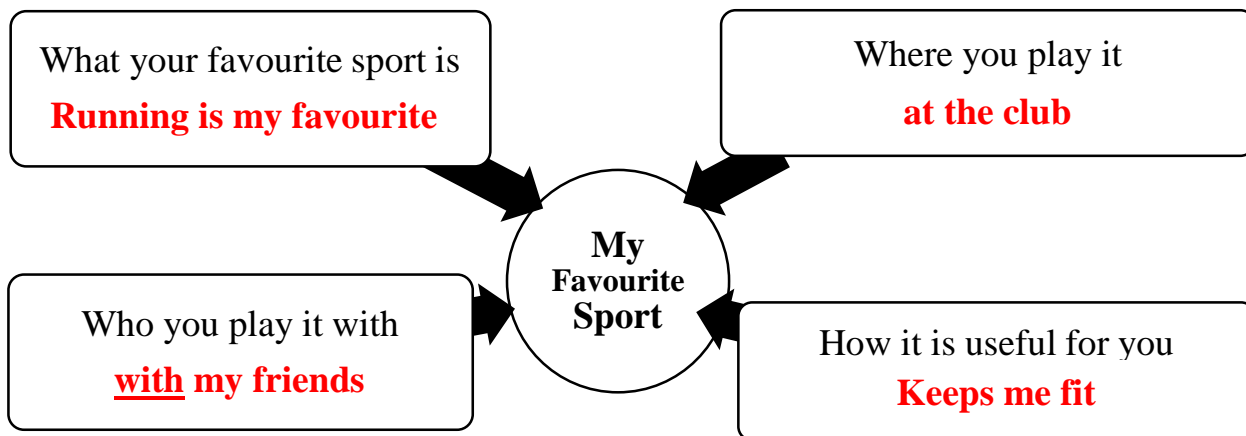 What your favourite sport is
Running is my favourite
Where you play it
at the club
My
Favourite
Sport
Who you play it with
with my friends
How it is useful for you
Keeps me fit